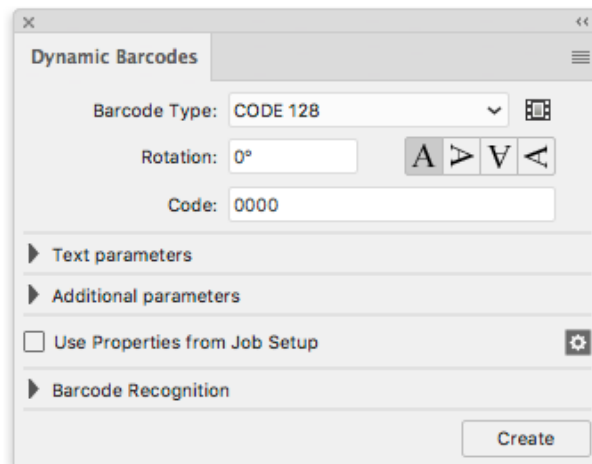 Dynamic Barcodes
Barcode Type: CODE 128
Rotation: 0° A A A A
Code: 0000
Text parameters
Additional parameters
Use Properties from Job Setup
Barcode Recognition
Create